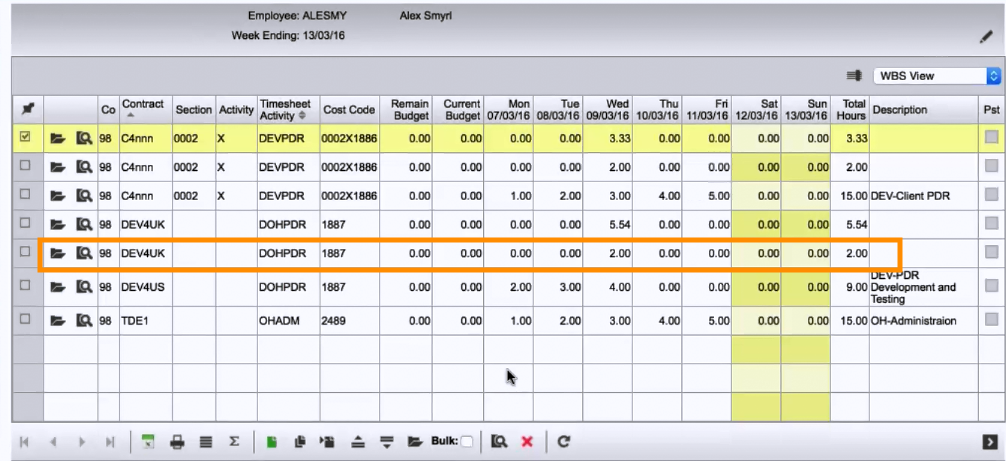 Employee: ALESMY Alex Smyrl
Week Ending: 13/03/16
WBS View
Co Contract Section Activity Timesheet Activity Cost Code Remain Budget Current Budget Mon 07/03/16 Tue 08/03/16 Wed 09/03/16 Thu 10/03/16 Fri 11/03/16 Sat 12/03/16 Sun 13/03/16 Total Hours Description Pst
98 C4nnn 0002 X DEVPDR 0002X1886 0.00 0.00 0.00 0.00 3.33 0.00 0.00 0.00 0.00 3.33
98 C4nnn 0002 X DEVPDR 0002X1886 0.00 0.00 0.00 0.00 2.00 0.00 0.00 0.00 0.00 2.00
98 C4nnn 0002 X DEVPDR 0002X1886 0.00 0.00 1.00 2.00 3.00 4.00 5.00 0.00 0.00 15.00 DEV-Client PDR
98 DEV4UK DOHPDR 1887 0.00 0.00 0.00 0.00 5.54 0.00 0.00 0.00 0.00 5.54
98 DEV4UK DOHPDR 1887 0.00 0.00 0.00 0.00 2.00 0.00 0.00 0.00 0.00 2.00
98 DEV4US DOHPDR 1887 0.00 0.00 2.00 3.00 4.00 0.00 0.00 0.00 0.00 9.00 DEV-PDR Development and Testing
98 TDE1 OHADM 2489 0.00 0.00 1.00 2.00 3.00 4.00 5.00 0.00 0.00 15.00 OH-Administraion
Bulk: